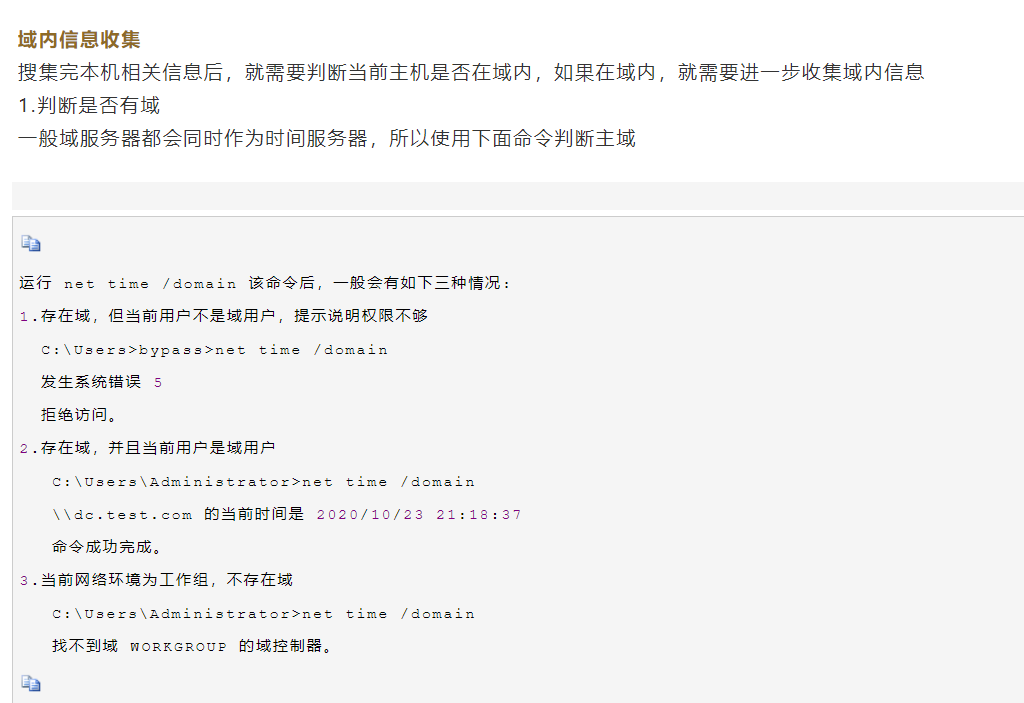 域内信息收集
搜集完本机相关信息后，就需要判断当前主机是否在域内，如果在域内，就需要进一步收集域内信息
1.判断是否有域
一般域服务器都会同时作为时间服务器，所以使用下面命令判断主域
运行 net time /domain 该命令后，一般会有如下三种情况：
1.存在域，但当前用户不是域用户，提示说明权限不够
C:\Users>bypass>net time /domain
发生系统错误 5
拒绝访问。
2.存在域，并且当前用户是域用户
C:\Users\Administrator>net time /domain
\\dc.test.com 的当前时间是 2020/10/23 21:18:37
命令成功完成。
3.当前网络环境为工作组，不存在域
C:\Users\Administrator>net time /domain
找不到域 WORKGROUP 的域控制器。